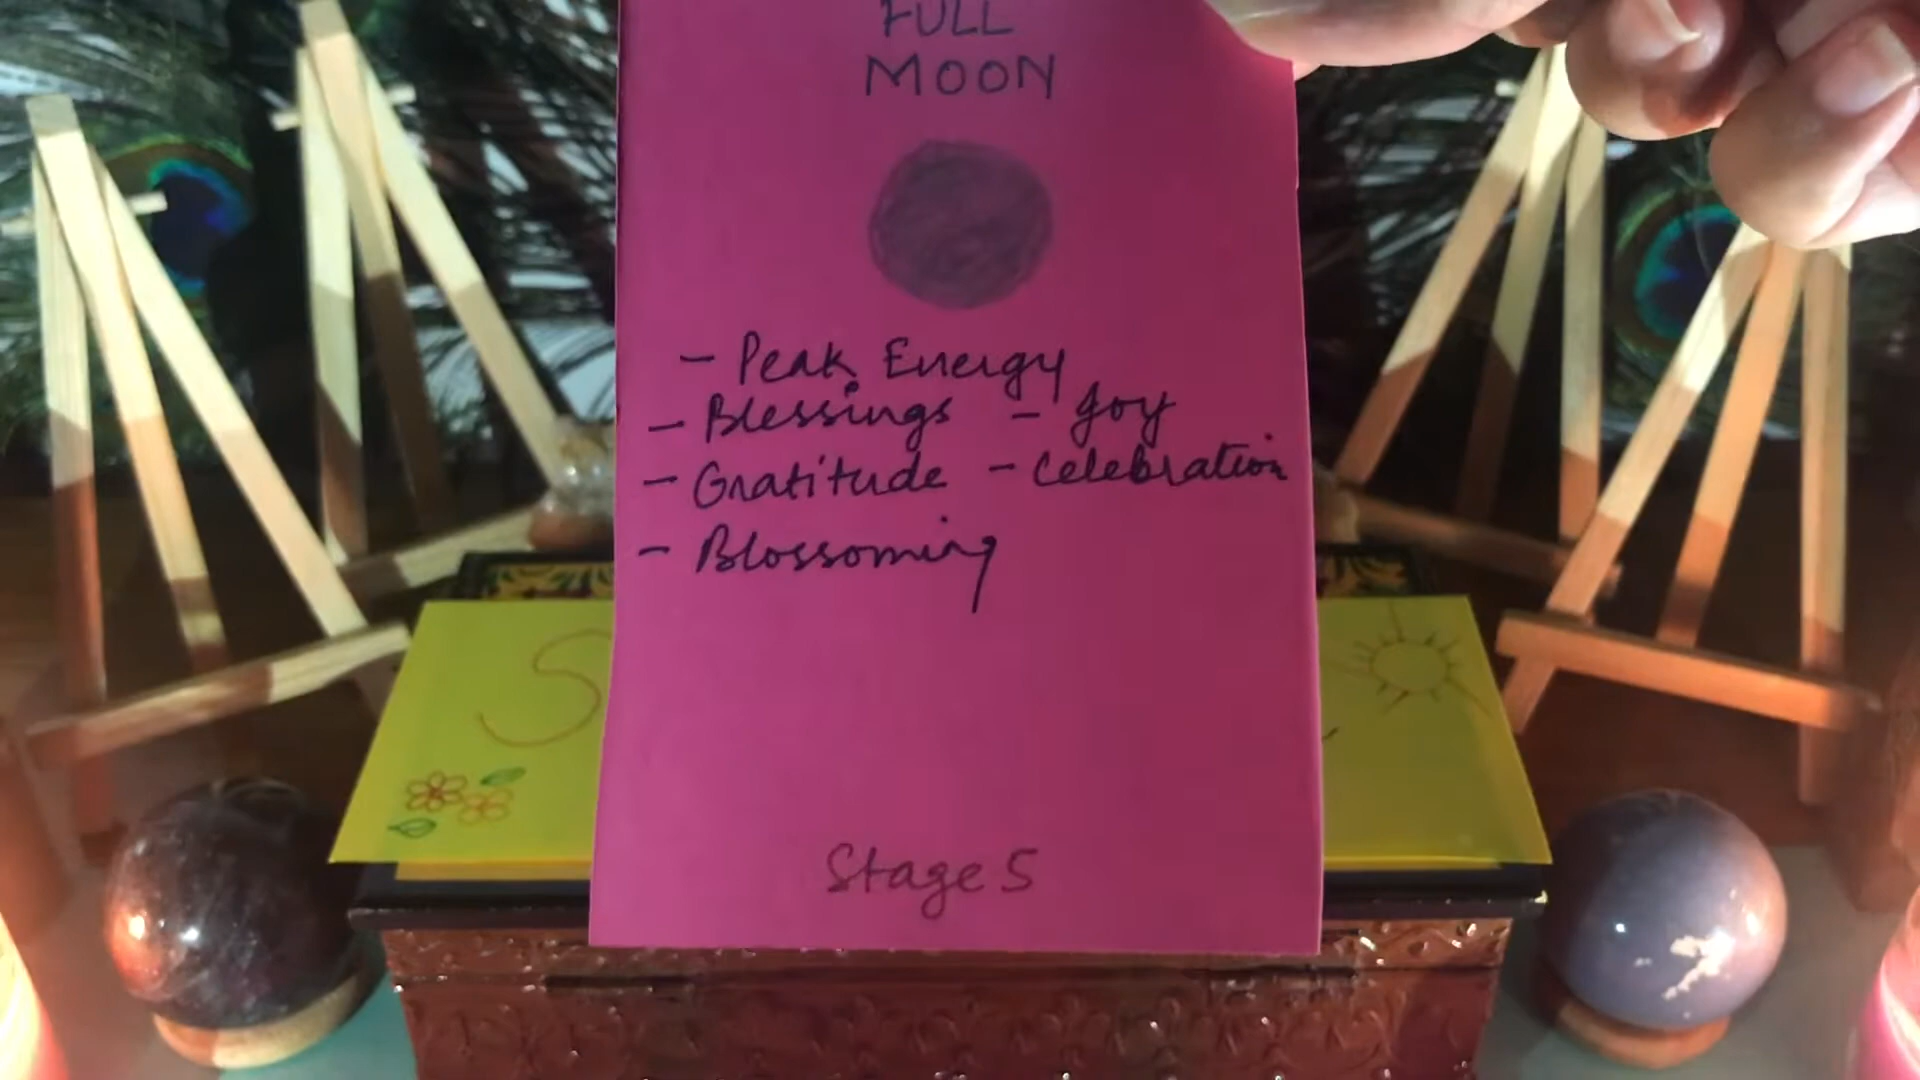 FULL
MOON
- Peak Energy
- Blessings - Joy
- Gratitude - Celebration
- Blossoming
S
Stage 5